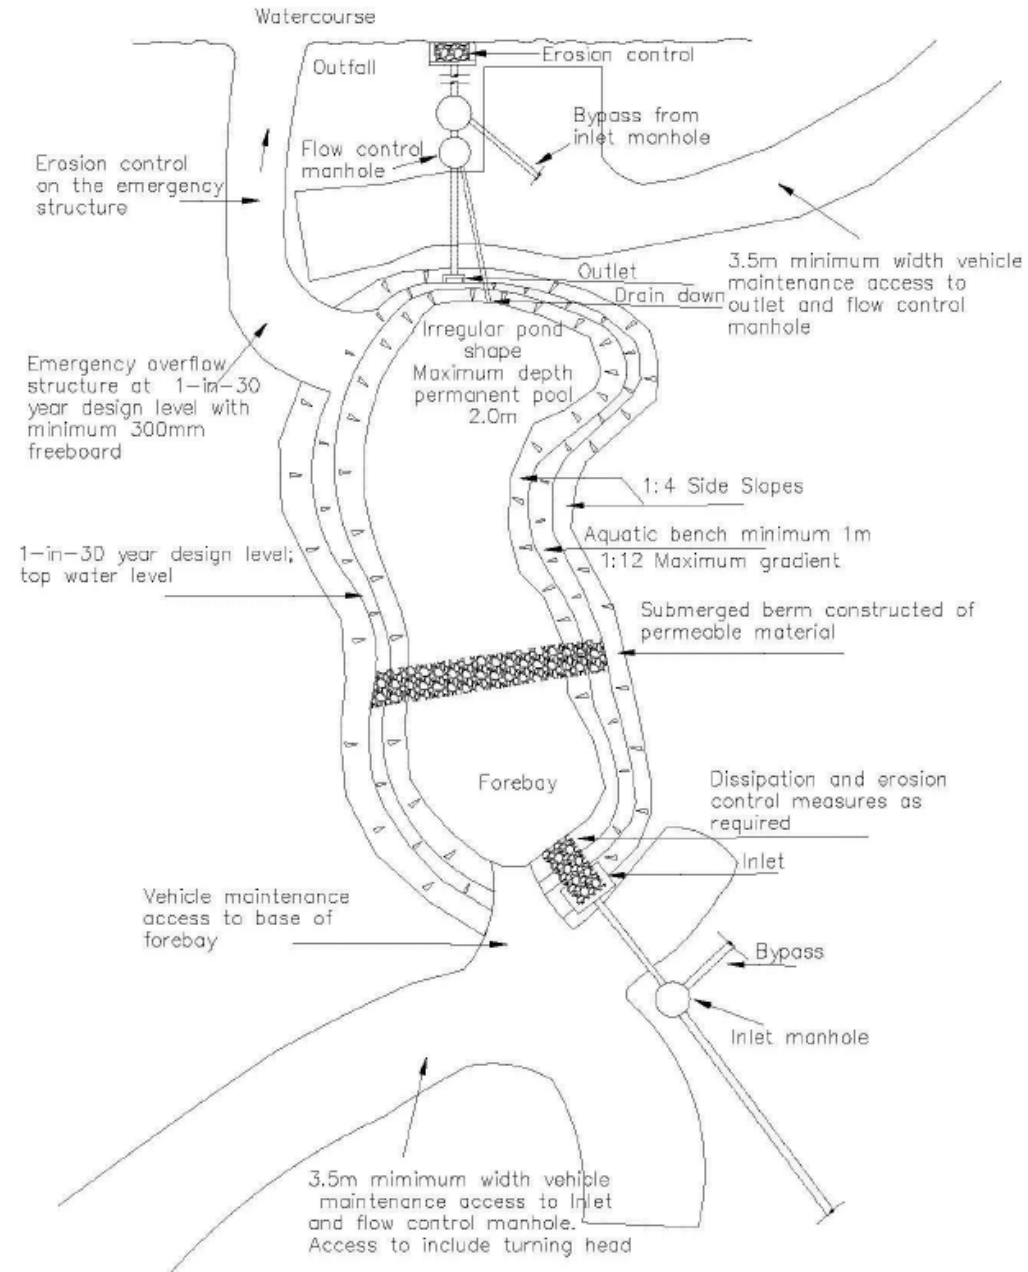 Watercourse
Outfall
Erosian control
Bypass from
inlet manhole
Flow control
manhole
Erosian control
on the emergency
structure
3.5m minimum width vehicle
maintenance access to
outlet and flow control
manhole
Outlet
Drain down
Irregular pond
shape
Maximum depth
permanent pool
2.0m
Emergency overflow
structure at 1-in-30
year design level with
minimum 300mm
freeboard
1:4 Side Slopes
Aquatic bench minimum 1m
1:12 Maximum gradient
1-in-30 year design level;
top water level
Submerged berm constructed of
permeable material
Forebay
Dissipation and erosion
control measures as
required
Inlet
Vehicle maintenance
access to base of
forebay
Bypass
Inlet manhole
3.5m mimimum width vehicle
maintenance access to Inlet
and flow control manhole.
Access to include turning head